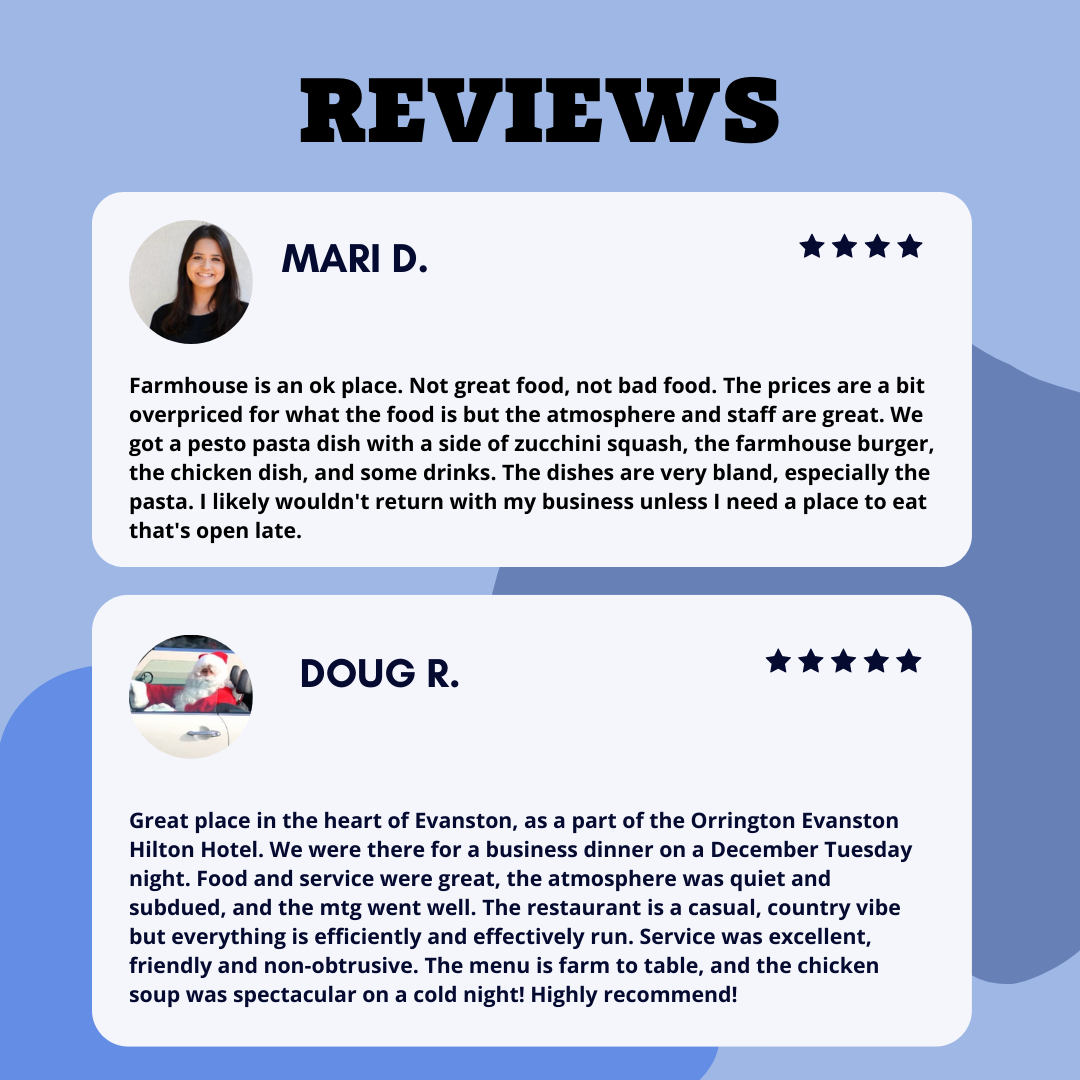 REVIEWS
MARI D.
Farmhouse is an ok place. Not great food, not bad food. The prices are a bit
overpriced for what the food is but the atmosphere and staff are great. We
got a pesto pasta dish with a side of zucchini squash, the farmhouse burger,
the chicken dish, and some drinks. The dishes are very bland, especially the
pasta. I likely wouldn't return with my business unless I need a place to eat
that's open late.
DOUG R.
Great place in the heart of Evanston, as a part of the Orrington Evanston
Hilton Hotel. We were there for a business dinner on a December Tuesday
night. Food and service were great, the atmosphere was quiet and
subdued, and the mtg went well. The restaurant is a casual, country vibe
but everything is efficiently and effectively run. Service was excellent,
friendly and non-obtrusive. The menu is farm to table, and the chicken
soup was spectacular on a cold night! Highly recommend!